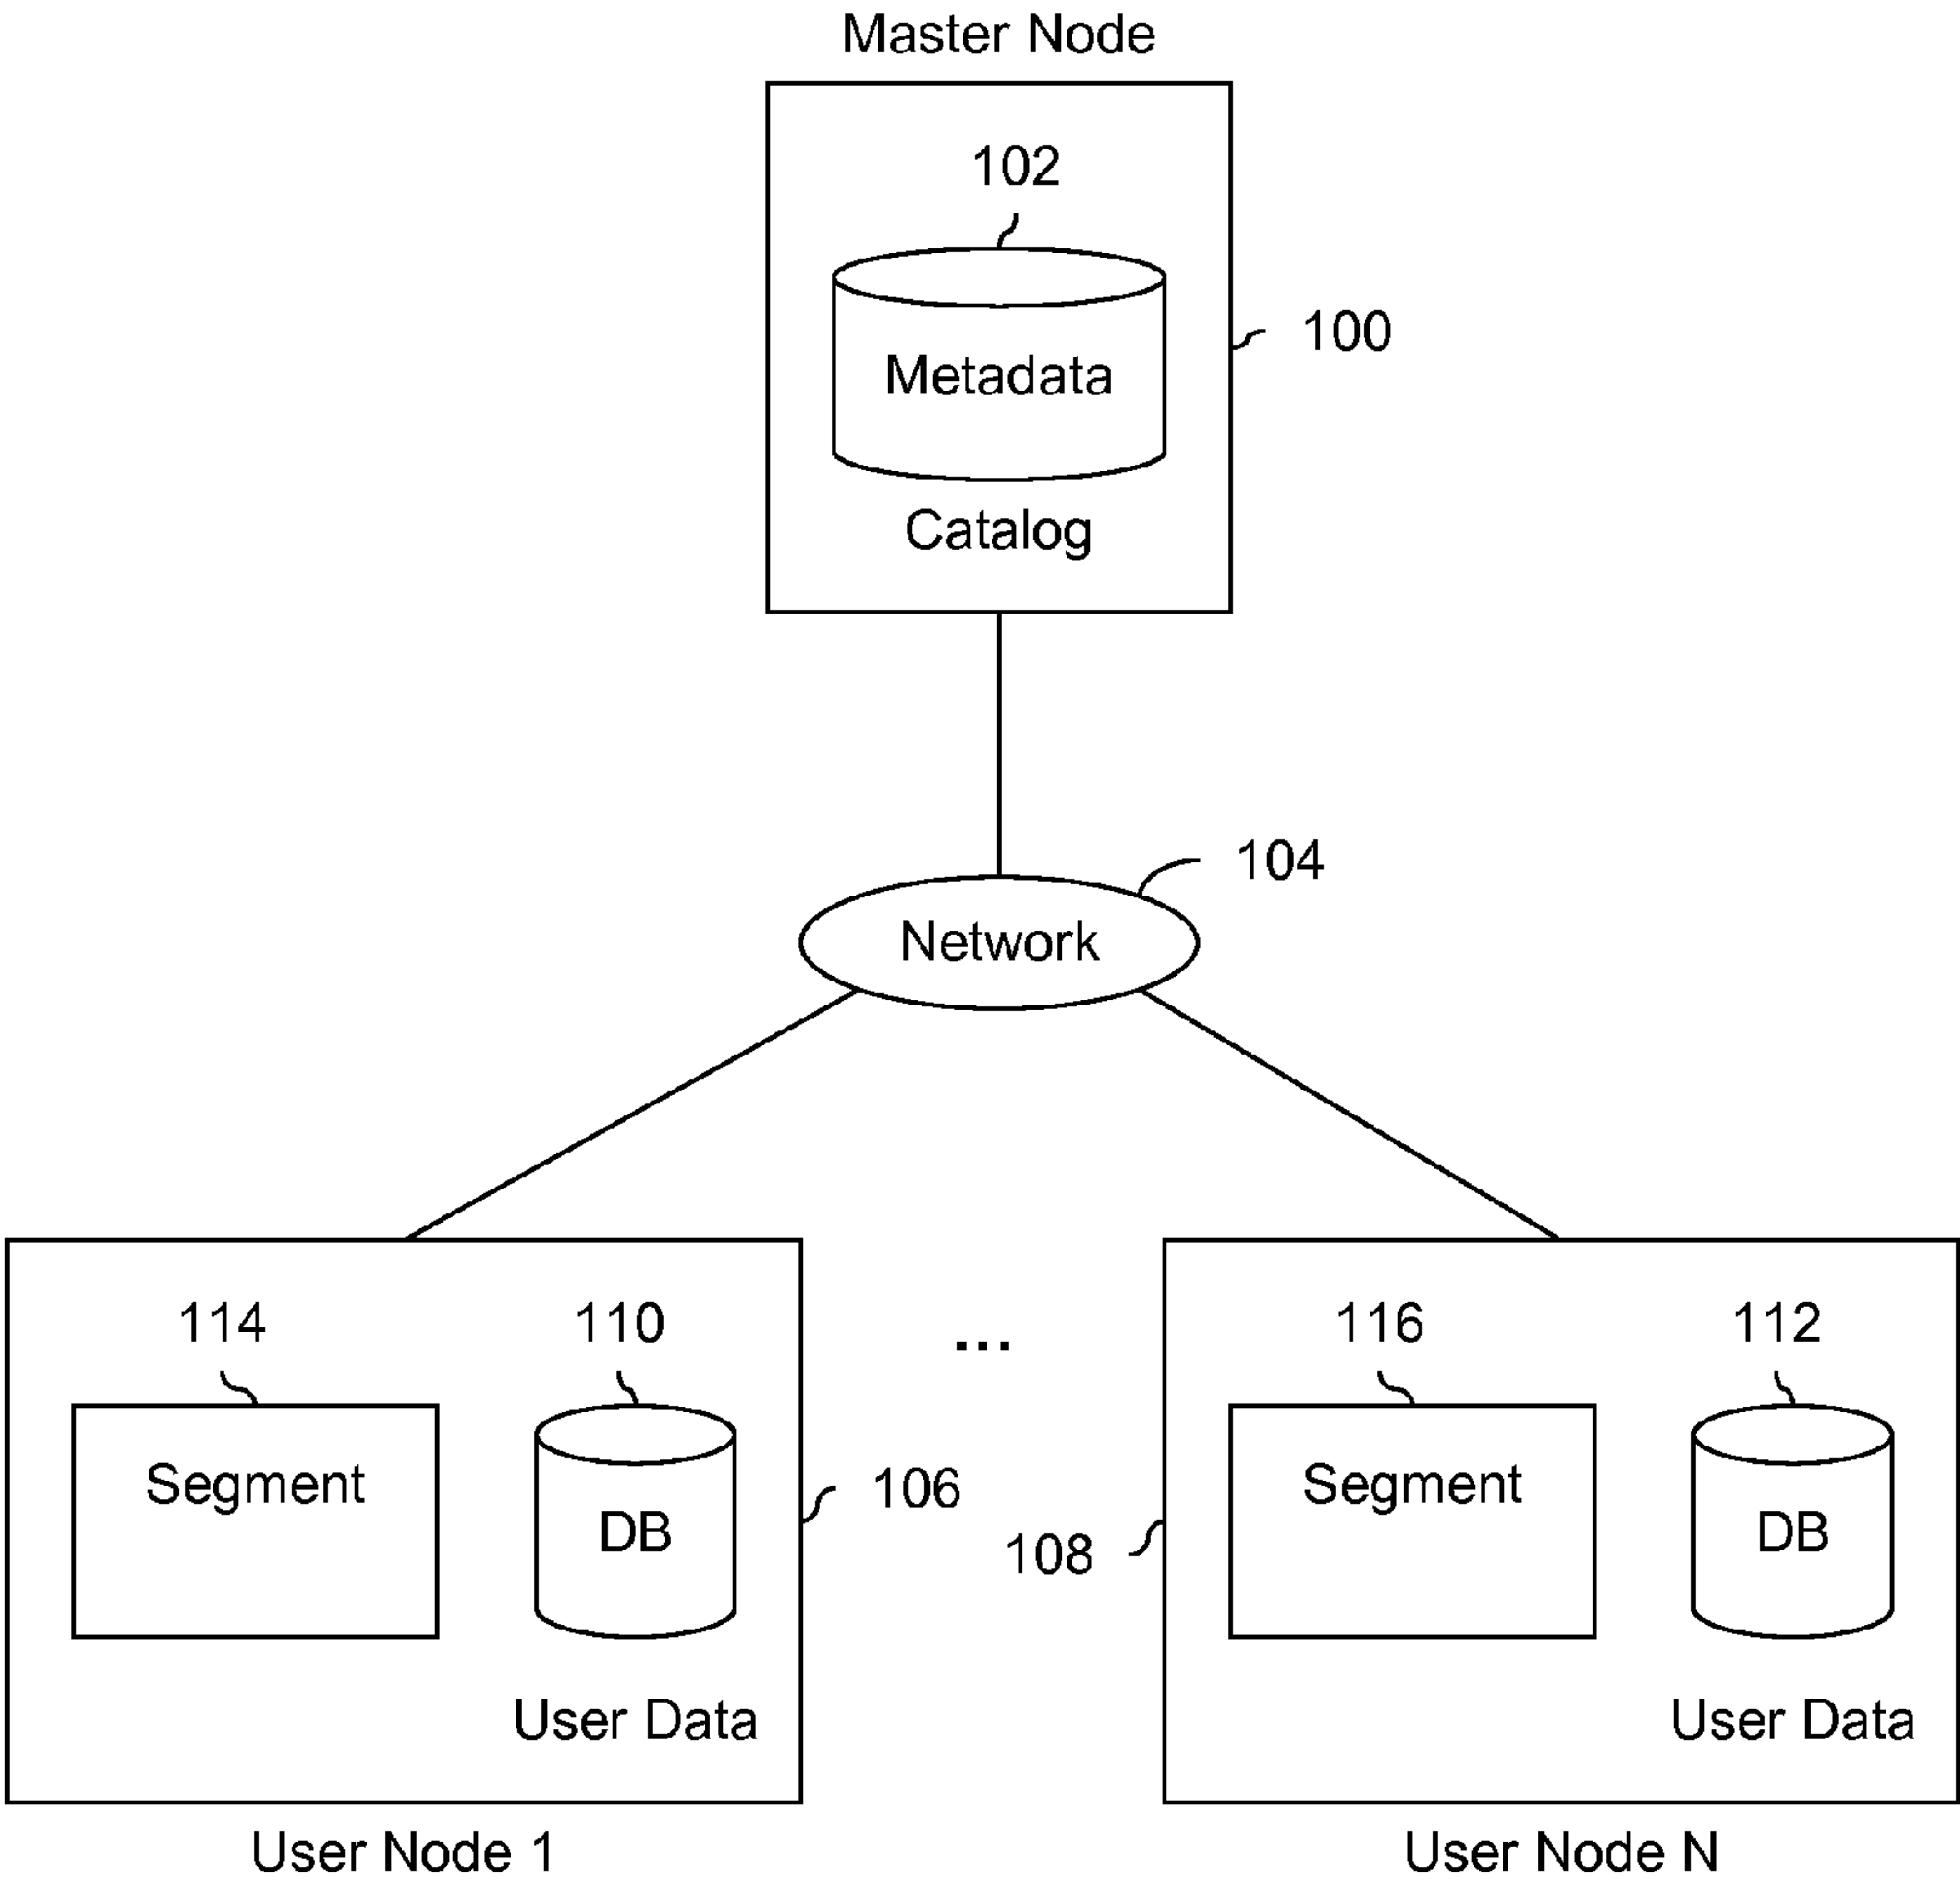 Master Node
102
100
Metadata
Catalog
104
Network
114
110
...
116
112
Segment
DB
106
108
Segment
DB
User Data
User Data
User Node 1
User Node N